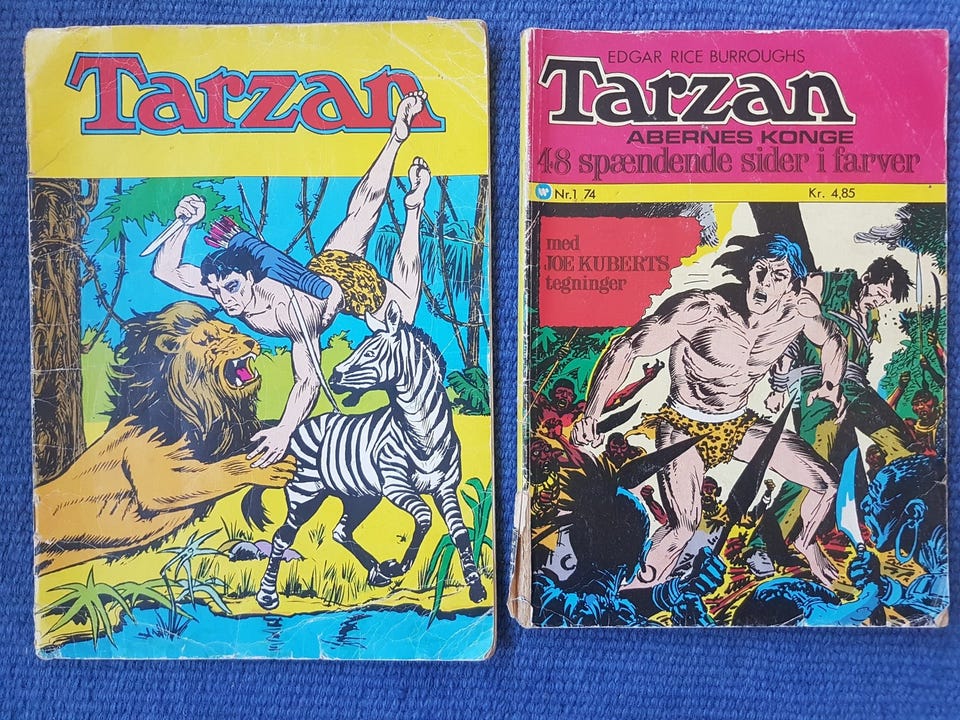 Tarzan
EDGAR RICE BURROUGHS
Tarzan
ABERNES KONGE
48 spændende sider i farver
Nr.1 74 Kr. 4,85
med
JOE KUBERTS
tegninger